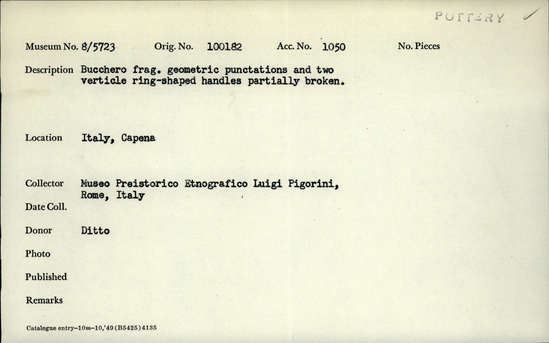 POTTERY ✓
Museum No. 8/5723 Orig. No. 100182 Acc. No. 1050 No. Pieces
Description Bucchero frag. geometric punctations and two
verticle ring-shaped handles partially broken.
Location Italy, Capena
Collector Museo Preistorico Etnografico Luigi Pigorini,
Rome, Italy
Date Coll.
Donor Ditto
Photo
Published
Remarks
Catalogue entry-10m-10,'49 (B5425) 4135